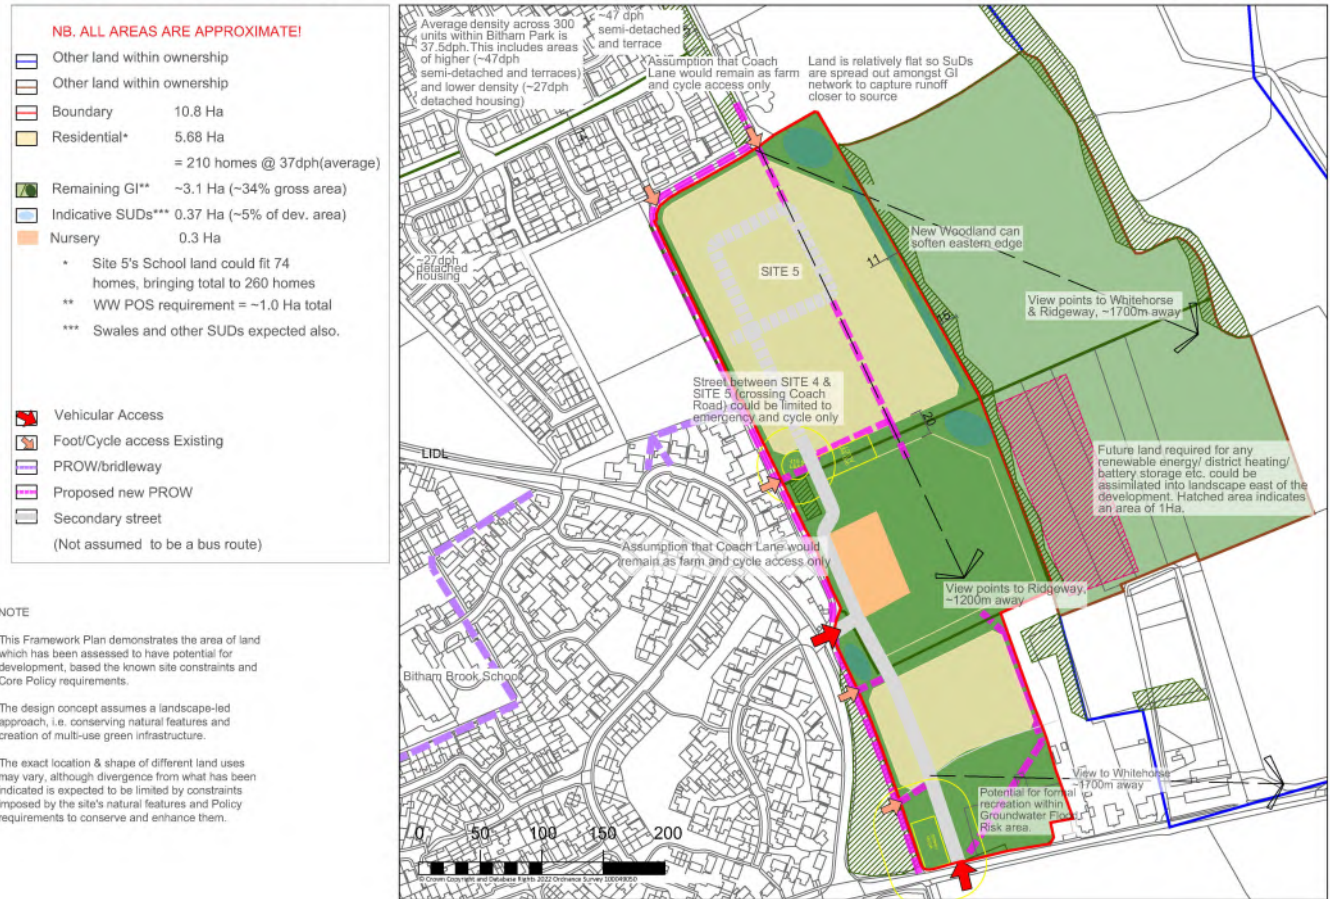 NB. ALL AREAS ARE APPROXIMATE!
Other land within ownership
Other land within ownership
Boundary 10.8 Ha
Residential* 5.68 Ha
= 210 homes @ 37dph(average)
Remaining GI** ~3.1 Ha (~34% gross area)
Indicative SUDs*** 0.37 Ha (~5% of dev. area)
Nursery 0.3 Ha
* Site 5's School land could fit 74
homes, bringing total to 260 homes
** WW POS requirement = ~1.0 Ha total
*** Swales and other SUDs expected also.
Vehicular Access
Foot/Cycle access Existing
PROW/bridleway
Proposed new PROW
Secondary street
(Not assumed to be a bus route)
NOTE
This Framework Plan demonstrates the area of land
which has been assessed to have potential for
development, based the known site constraints and
Core Policy requirements.
The design concept assumes a landscape-led
approach, i.e. conserving natural features and
creation of multi-use green infrastructure.
The exact location & shape of different land uses
may vary, although divergence from what has been
indicated is expected to be limited by constraints
imposed by the site's natural features and Policy
requirements to conserve and enhance them.
Average density across 300
units within Bitham Park is
37.5dph.This includes areas
of higher (~47dph
semi-detached and terraces)
and lower density (~27dph
detached housing)
~47 dph
semi-detached
and terrace
Assumption that Coach
Lane would remain as farm
and cycle access only
Land is relatively flat so SuDs
are spread out amongst GI
network to capture runoff
closer to source
~27dph
detached
housing
SITE 5
11
New Woodland can
soften eastern edge
View points to Whitehorse
& Ridgeway, ~1700m away
15
Street between SITE 4 &
SITE 5 (crossing Coach
Road) could be limited to
emergency and cycle only
20
LIDL
Future land required for any
renewable energy/ district heating/
battery storage etc. could be
assimilated into landscape east of the
development. Hatched area indicates
an area of 1Ha.
Assumption that Coach Lane would
remain as farm and cycle access only
View points to Ridgeway,
~1200m away
Bitham Brook School
View to Whitehorse
~1700m away
Potential for formal
recreation within
Groundwater Flood
Risk area.
0 50 100 150 200
© Crown Copyright and Database Rights 2022 Ordnance Survey 100049050